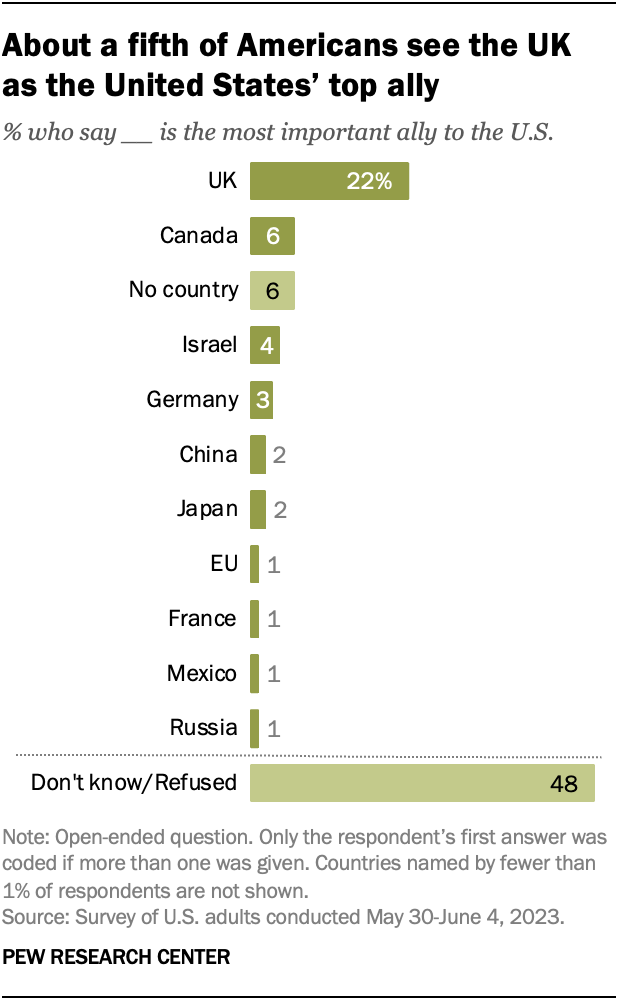 About a fifth of Americans see the UK
as the United States’ top ally
% who say __ is the most important ally to the U.S.
UK 22%
Canada 6
No country 6
Israel 4
Germany 3
China 2
Japan 2
EU 1
France 1
Mexico 1
Russia 1
Don't know/Refused 48
Note: Open-ended question. Only the respondent’s first answer was
coded if more than one was given. Countries named by fewer than
1% of respondents are not shown.
Source: Survey of U.S. adults conducted May 30-June 4, 2023.
PEW RESEARCH CENTER